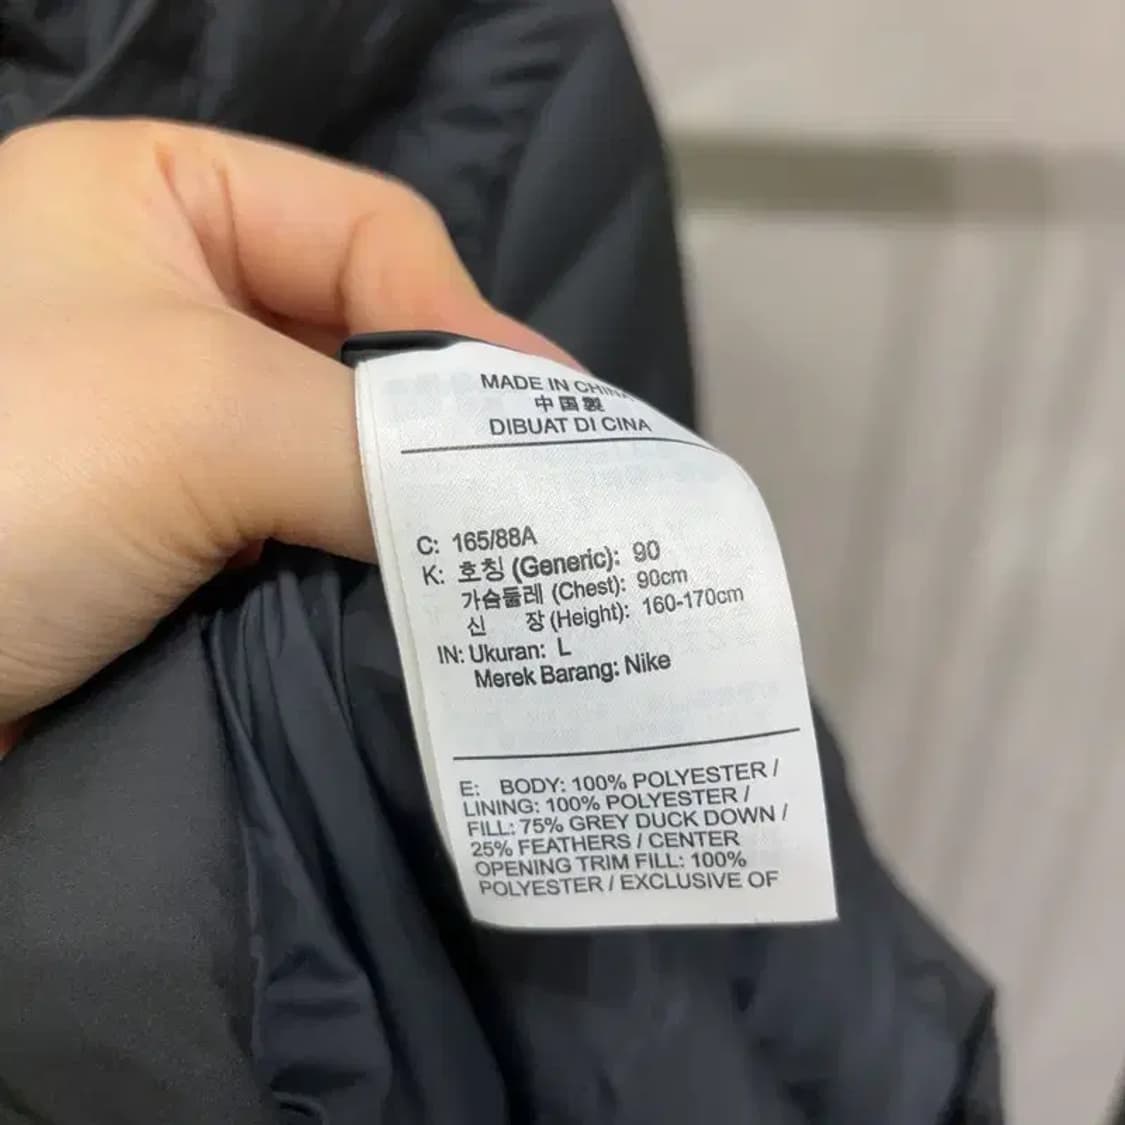 MADE IN CHINA
中国製
DIBUAT DI CINA
C: 165/88A
K: 호칭 (Generic): 90
가슴둘레 (Chest): 90cm
신 장 (Height): 160-170cm
IN: Ukuran: L
Merek Barang: Nike
E: BODY: 100% POLYESTER /
LINING: 100% POLYESTER /
FILL: 75% GREY DUCK DOWN /
25% FEATHERS / CENTER
OPENING TRIM FILL: 100%
POLYESTER / EXCLUSIVE OF